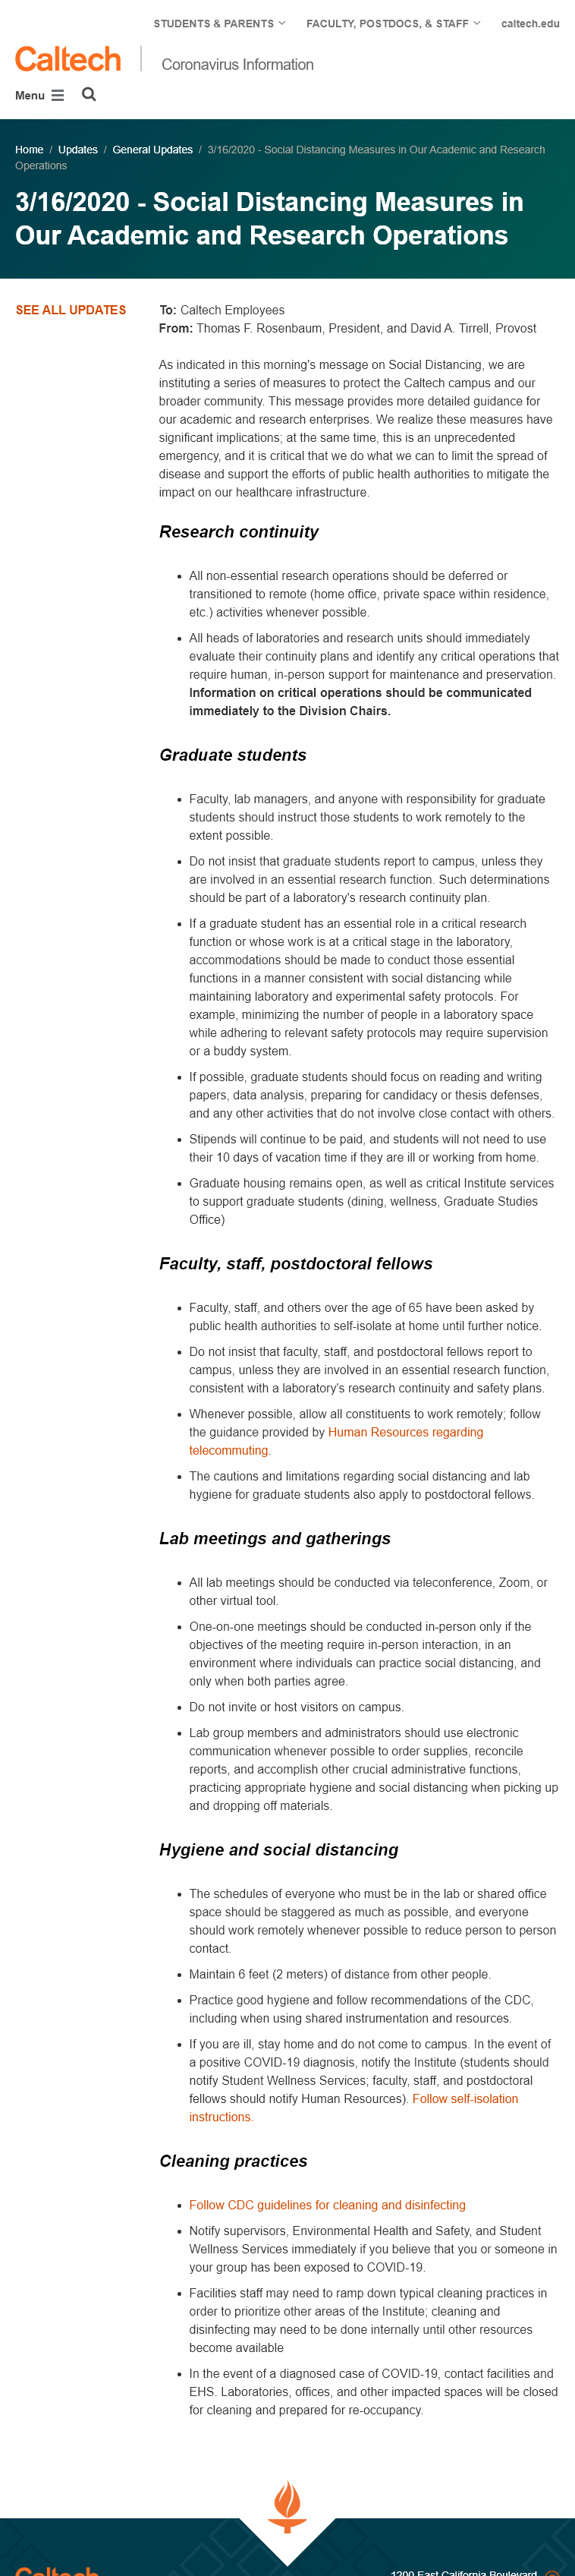 STUDENTS & PARENTS
FACULTY, POSTDOCS, & STAFF
caltech.edu
Caltech
Coronavirus Information
Menu
Home / Updates / General Updates / 3/16/2020 - Social Distancing Measures in Our Academic and Research
Operations
3/16/2020 - Social Distancing Measures in
Our Academic and Research Operations
SEE ALL UPDATES
To: Caltech Employees
From: Thomas F. Rosenbaum, President, and David A. Tirrell, Provost
As indicated in this morning's message on Social Distancing, we are
instituting a series of measures to protect the Caltech campus and our
broader community. This message provides more detailed guidance for
our academic and research enterprises. We realize these measures have
significant implications; at the same time, this is an unprecedented
emergency, and it is critical that we do what we can to limit the spread of
disease and support the efforts of public health authorities to mitigate the
impact on our healthcare infrastructure.
Research continuity
• All non-essential research operations should be deferred or
transitioned to remote (home office, private space within residence,
etc.) activities whenever possible.
• All heads of laboratories and research units should immediately
evaluate their continuity plans and identify any critical operations that
require human, in-person support for maintenance and preservation.
Information on critical operations should be communicated
immediately to the Division Chairs.
Graduate students
• Faculty, lab managers, and anyone with responsibility for graduate
students should instruct those students to work remotely to the
extent possible.
• Do not insist that graduate students report to campus, unless they
are involved in an essential research function. Such determinations
should be part of a laboratory's research continuity plan.
• If a graduate student has an essential role in a critical research
function or whose work is at a critical stage in the laboratory,
accommodations should be made to conduct those essential
functions in a manner consistent with social distancing while
maintaining laboratory and experimental safety protocols. For
example, minimizing the number of people in a laboratory space
while adhering to relevant safety protocols may require supervision
or a buddy system.
• If possible, graduate students should focus on reading and writing
papers, data analysis, preparing for candidacy or thesis defenses,
and any other activities that do not involve close contact with others.
• Stipends will continue to be paid, and students will not need to use
their 10 days of vacation time if they are ill or working from home.
• Graduate housing remains open, as well as critical Institute services
to support graduate students (dining, wellness, Graduate Studies
Office)
Faculty, staff, postdoctoral fellows
• Faculty, staff, and others over the age of 65 have been asked by
public health authorities to self-isolate at home until further notice.
• Do not insist that faculty, staff, and postdoctoral fellows report to
campus, unless they are involved in an essential research function,
consistent with a laboratory's research continuity and safety plans.
• Whenever possible, allow all constituents to work remotely; follow
the guidance provided by Human Resources regarding
telecommuting.
• The cautions and limitations regarding social distancing and lab
hygiene for graduate students also apply to postdoctoral fellows.
Lab meetings and gatherings
• All lab meetings should be conducted via teleconference, Zoom, or
other virtual tool.
• One-on-one meetings should be conducted in-person only if the
objectives of the meeting require in-person interaction, in an
environment where individuals can practice social distancing, and
only when both parties agree.
• Do not invite or host visitors on campus.
• Lab group members and administrators should use electronic
communication whenever possible to order supplies, reconcile
reports, and accomplish other crucial administrative functions,
practicing appropriate hygiene and social distancing when picking up
and dropping off materials.
Hygiene and social distancing
• The schedules of everyone who must be in the lab or shared office
space should be staggered as much as possible, and everyone
should work remotely whenever possible to reduce person to person
contact.
• Maintain 6 feet (2 meters) of distance from other people.
• Practice good hygiene and follow recommendations of the CDC,
including when using shared instrumentation and resources.
• If you are ill, stay home and do not come to campus. In the event of
a positive COVID-19 diagnosis, notify the Institute (students should
notify Student Wellness Services; faculty, staff, and postdoctoral
fellows should notify Human Resources). Follow self-isolation
instructions.
Cleaning practices
• Follow CDC guidelines for cleaning and disinfecting
• Notify supervisors, Environmental Health and Safety, and Student
Wellness Services immediately if you believe that you or someone in
your group has been exposed to COVID-19.
• Facilities staff may need to ramp down typical cleaning practices in
order to prioritize other areas of the Institute; cleaning and
disinfecting may need to be done internally until other resources
become available
• In the event of a diagnosed case of COVID-19, contact facilities and
EHS. Laboratories, offices, and other impacted spaces will be closed
for cleaning and prepared for re-occupancy.
Caltech
1200 East California Boulevard